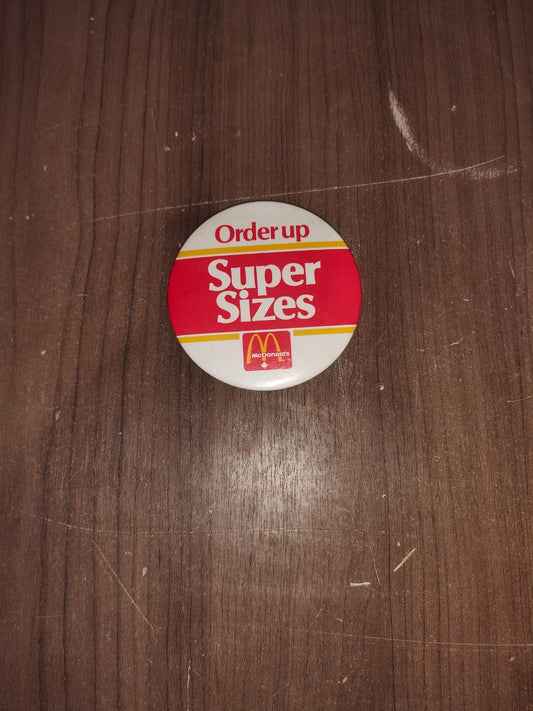 Order up
Super
Sizes
McDonald's